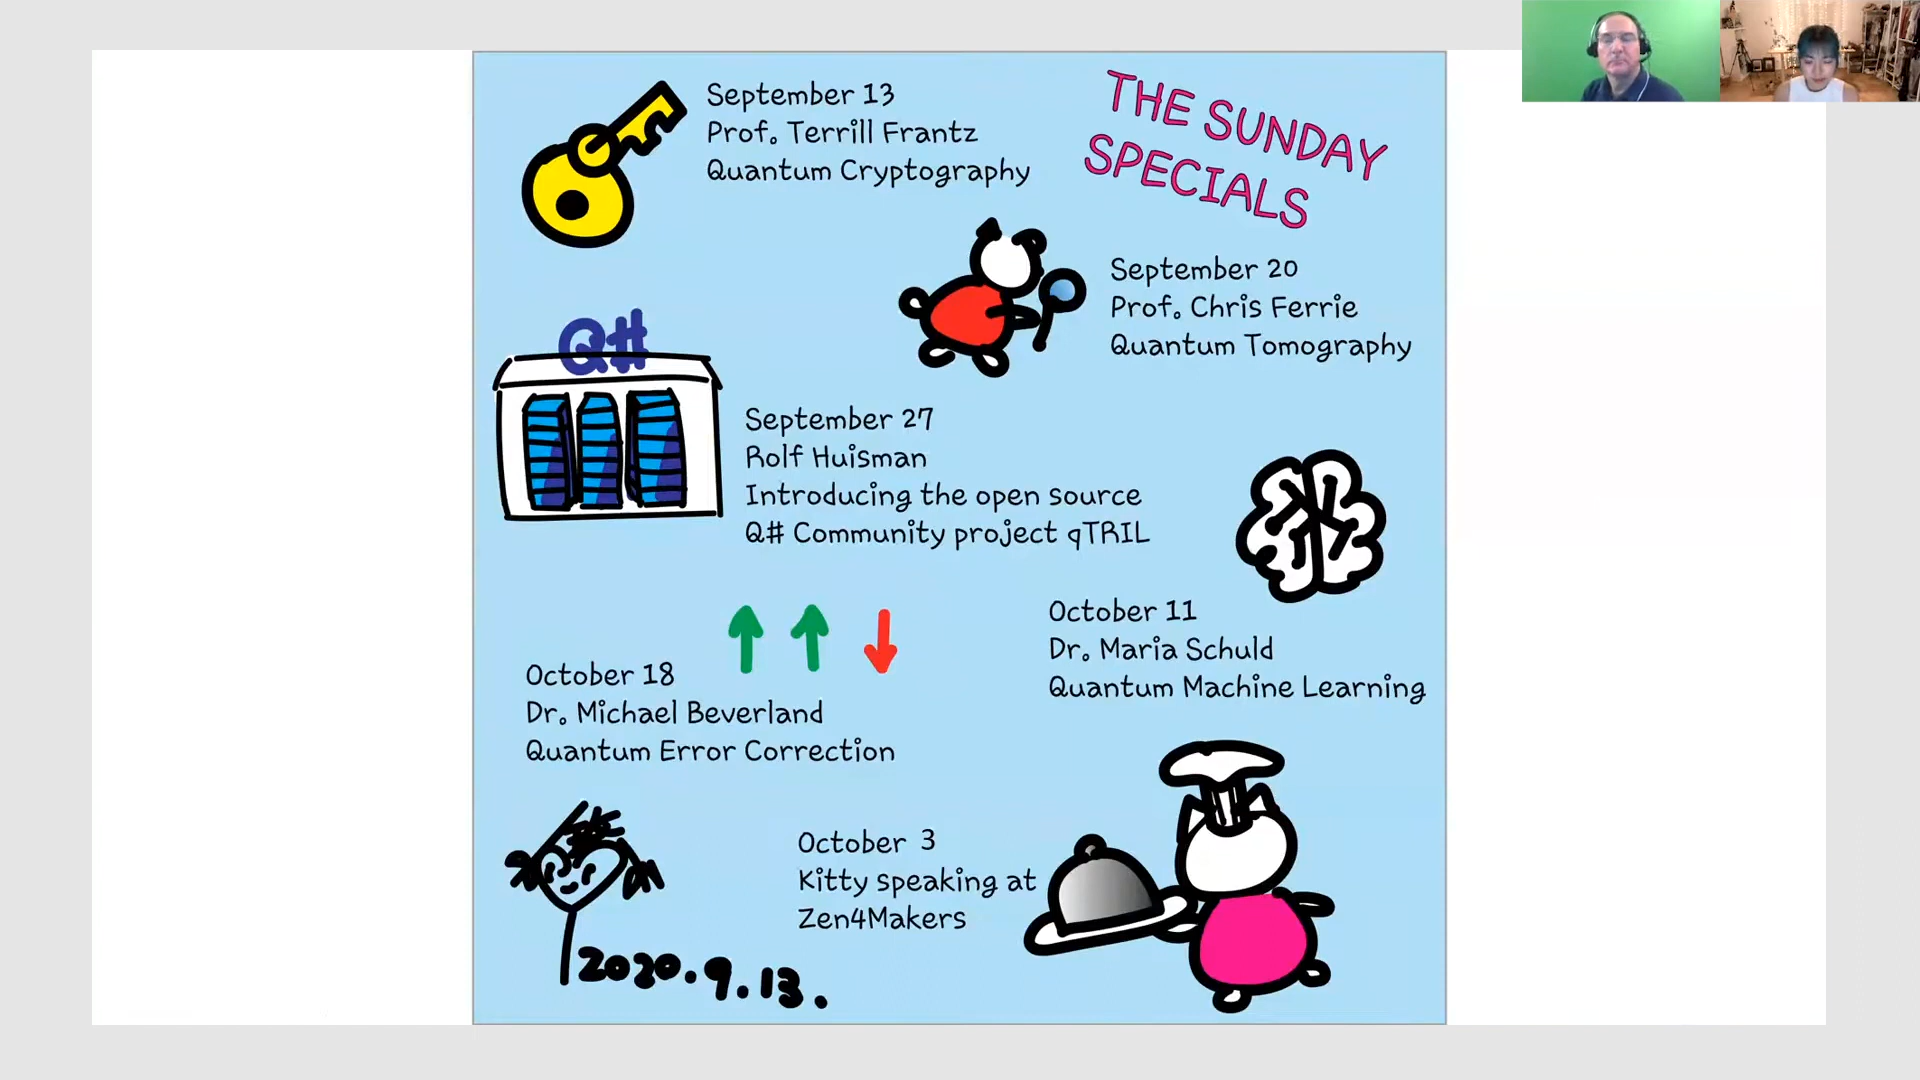 THE SUNDAY
SPECIALS
September 13
Prof. Terrill Frantz
Quantum Cryptography
September 20
Prof. Chris Ferrie
Quantum Tomography
Q#
September 27
Rolf Huisman
Introducing the open source
Q# Community project qTRIL
October 11
Dr. Maria Schuld
Quantum Machine Learning
October 18
Dr. Michael Beverland
Quantum Error Correction
October 3
Kitty speaking at
Zen4Makers
2020.9.13.